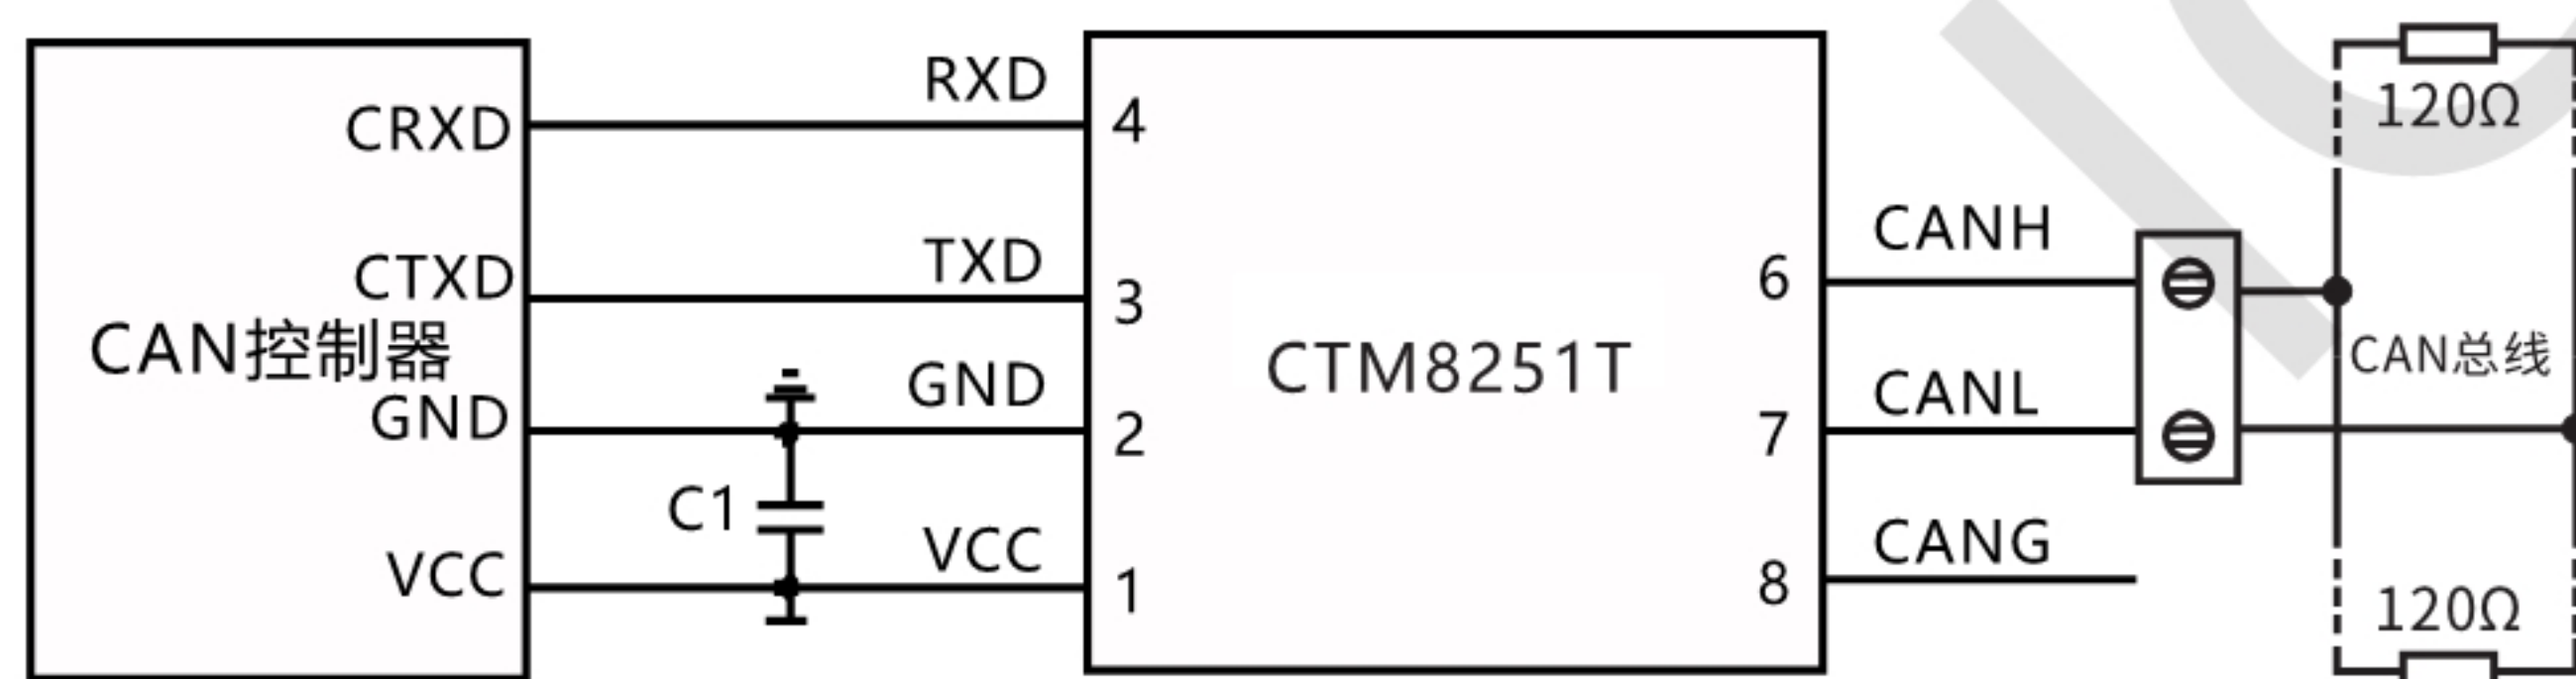 CRXD
CTXD
CAN控制器
GND
VCC
RXD
TXD
GND
C1
VCC
4
3
2
1
CTM8251T
6
7
8
CANH
CANL
CANG
120Ω
CAN总线
120Ω